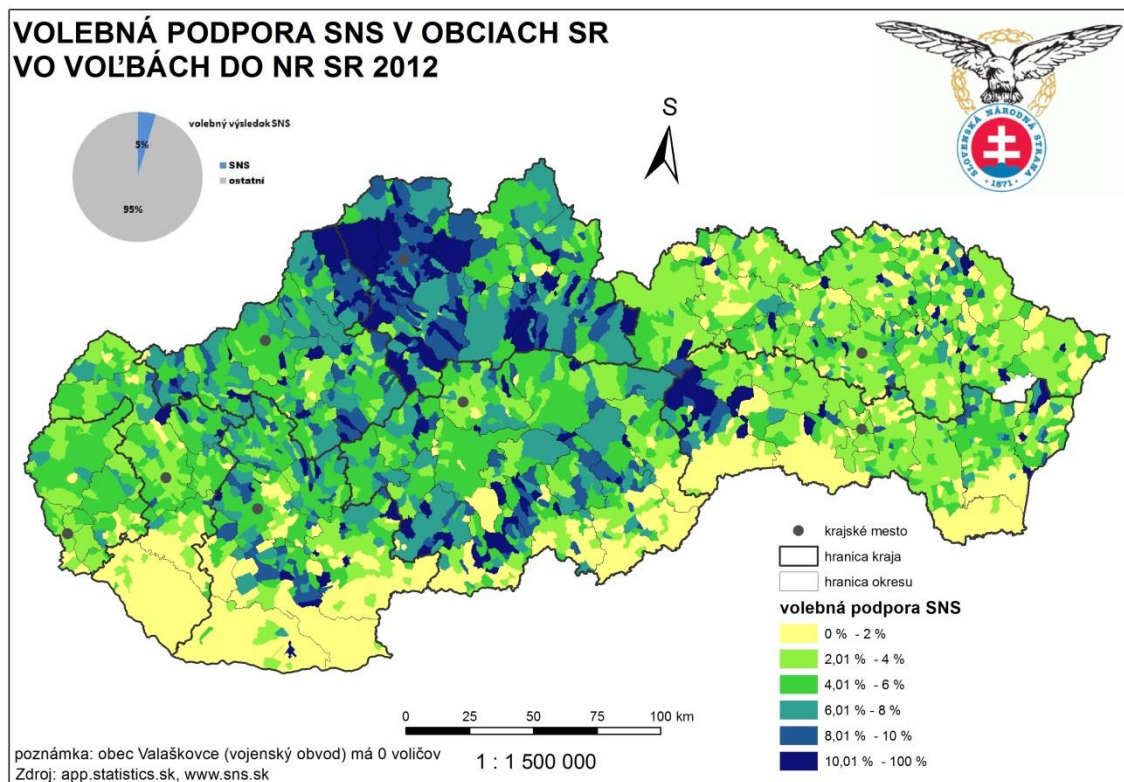 VOLEBNÁ PODPORA SNS V OBCIACH SR
VO VOĽBÁCH DO NR SR 2012
volebný výsledok SNS
5%
95%
SNS
ostatní
S
SLOVENSKÁ NÁRODNÁ STRANA
· 1871 ·
krajské mesto
hranica kraja
hranica okresu
volebná podpora SNS
0 % - 2 %
2,01 % - 4 %
4,01 % - 6 %
6,01 % - 8 %
8,01 % - 10 %
10,01 % - 100 %
0 25 50 75 100 km
1 : 1 500 000
poznámka: obec Valaškovce (vojenský obvod) má 0 voličov
Zdroj: app.statistics.sk, www.sns.sk